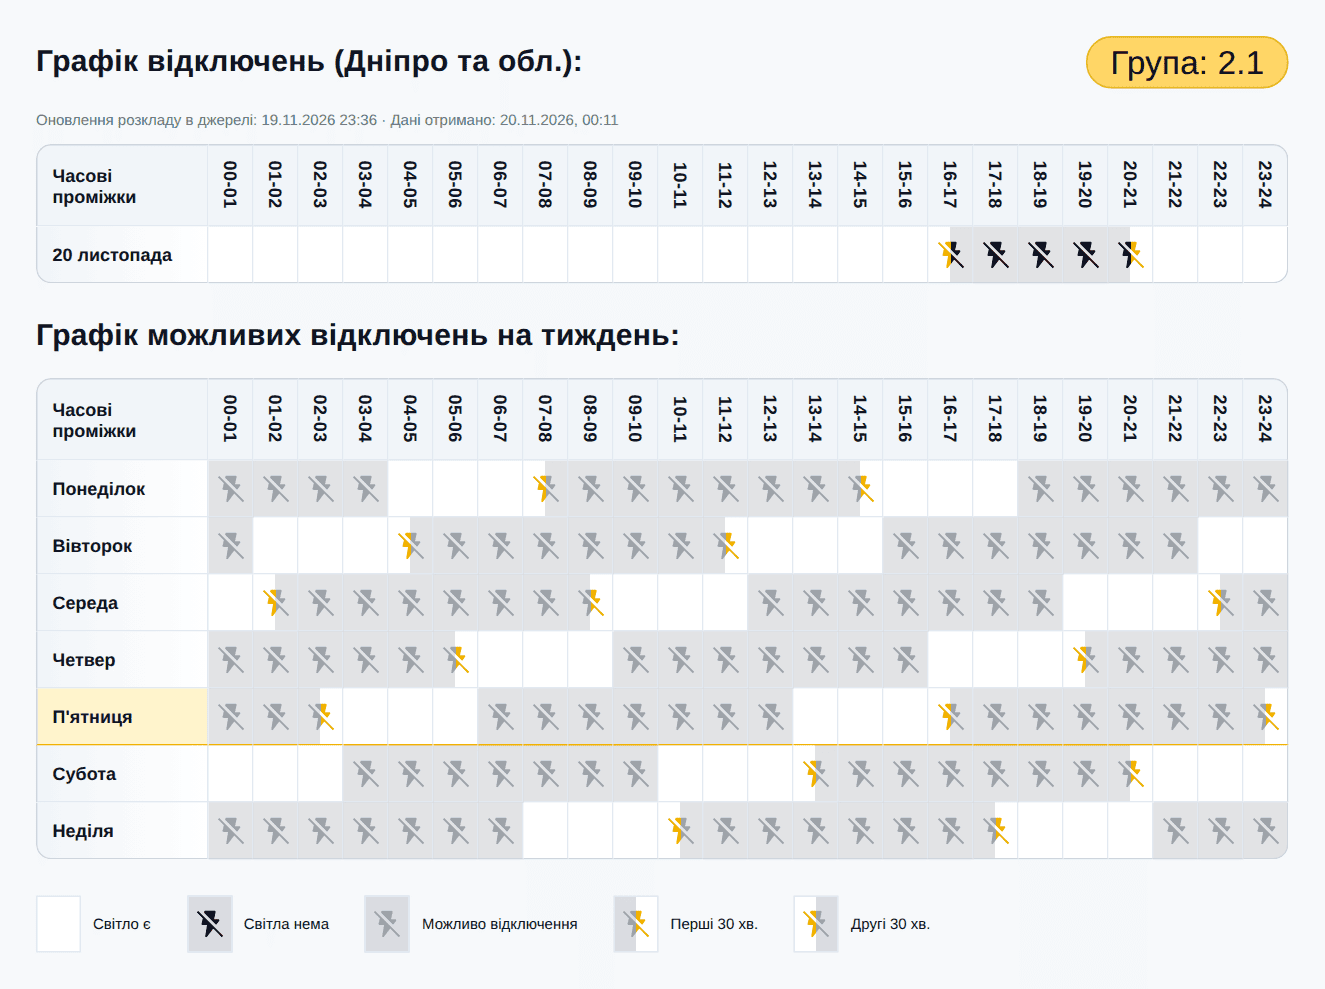 Графік відключень (Дніпро та обл.):
Група: 2.1
Оновлення розкладу в джерелі: 19.11.2026 23:36 · Дані отримано: 20.11.2026, 00:11
Часові
проміжки
00-01 01-02 02-03 03-04 04-05 05-06 06-07 07-08 08-09 09-10 10-11 11-12 12-13 13-14 14-15 15-16 16-17 17-18 18-19 19-20 20-21 21-22 22-23 23-24
20 листопада
Графік можливих відключень на тиждень:
Часові
проміжки
00-01 01-02 02-03 03-04 04-05 05-06 06-07 07-08 08-09 09-10 10-11 11-12 12-13 13-14 14-15 15-16 16-17 17-18 18-19 19-20 20-21 21-22 22-23 23-24
Понеділок
Вівторок
Середа
Четвер
П'ятниця
Субота
Неділя
Світло є
Світла нема
Можливо відключення
Перші 30 хв.
Другі 30 хв.